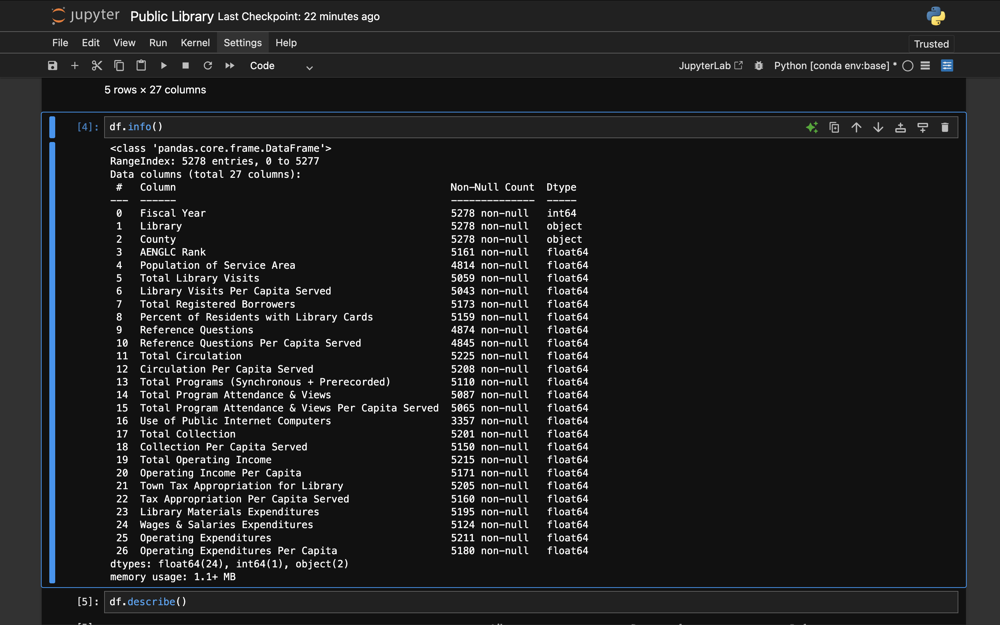 jupyter Public Library Last Checkpoint: 22 minutes ago
File Edit View Run Kernel Settings Help Trusted
Code JupyterLab Python [conda env:base] *
5 rows × 27 columns
[4]: df.info()
<class 'pandas.core.frame.DataFrame'>
RangeIndex: 5278 entries, 0 to 5277
Data columns (total 27 columns):
# Column Non-Null Count Dtype
--- ------ -------------- -----
0 Fiscal Year 5278 non-null int64
1 Library 5278 non-null object
2 County 5278 non-null object
3 AENGLC Rank 5161 non-null float64
4 Population of Service Area 4814 non-null float64
5 Total Library Visits 5059 non-null float64
6 Library Visits Per Capita Served 5043 non-null float64
7 Total Registered Borrowers 5173 non-null float64
8 Percent of Residents with Library Cards 5159 non-null float64
9 Reference Questions 4874 non-null float64
10 Reference Questions Per Capita Served 4845 non-null float64
11 Total Circulation 5225 non-null float64
12 Circulation Per Capita Served 5208 non-null float64
13 Total Programs (Synchronous + Prerecorded) 5110 non-null float64
14 Total Program Attendance & Views 5087 non-null float64
15 Total Program Attendance & Views Per Capita Served 5065 non-null float64
16 Use of Public Internet Computers 3357 non-null float64
17 Total Collection 5201 non-null float64
18 Collection Per Capita Served 5150 non-null float64
19 Total Operating Income 5215 non-null float64
20 Operating Income Per Capita 5171 non-null float64
21 Town Tax Appropriation for Library 5205 non-null float64
22 Tax Appropriation Per Capita Served 5160 non-null float64
23 Library Materials Expenditures 5195 non-null float64
24 Wages & Salaries Expenditures 5124 non-null float64
25 Operating Expenditures 5211 non-null float64
26 Operating Expenditures Per Capita 5180 non-null float64
dtypes: float64(24), int64(1), object(2)
memory usage: 1.1+ MB
[5]: df.describe()